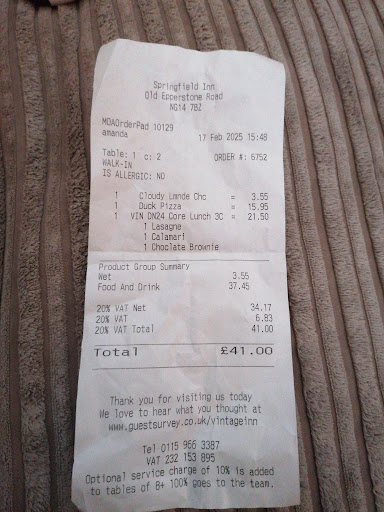 Springfield Inn
Old Epperstone Road
NG14 7BZ
MOAOrderPad 10129
amanda 17 Feb 2025 15:48
Table: 1 c: 2 ORDER #: 6752
WALK-IN
IS ALLERGIC: NO
1 Cloudy Lmnde Chc = 3.55
1 Duck Pizza = 15.95
1 VIN DN24 Core Lunch 3C = 21.50
1 Lasagne
1 Calamari
1 Choclate Brownie
Product Group Summary
Wet 3.55
Food And Drink 37.45
20% VAT Net 34.17
20% VAT 6.83
20% VAT Total 41.00
Total £41.00
Thank you for visiting us today
We love to hear what you thought at
www.guestsurvey.co.uk/vintageinn
Tel 0115 966 3387
VAT 232 153 895
Optional service charge of 10% is added
to tables of 8+ 100% goes to the team.